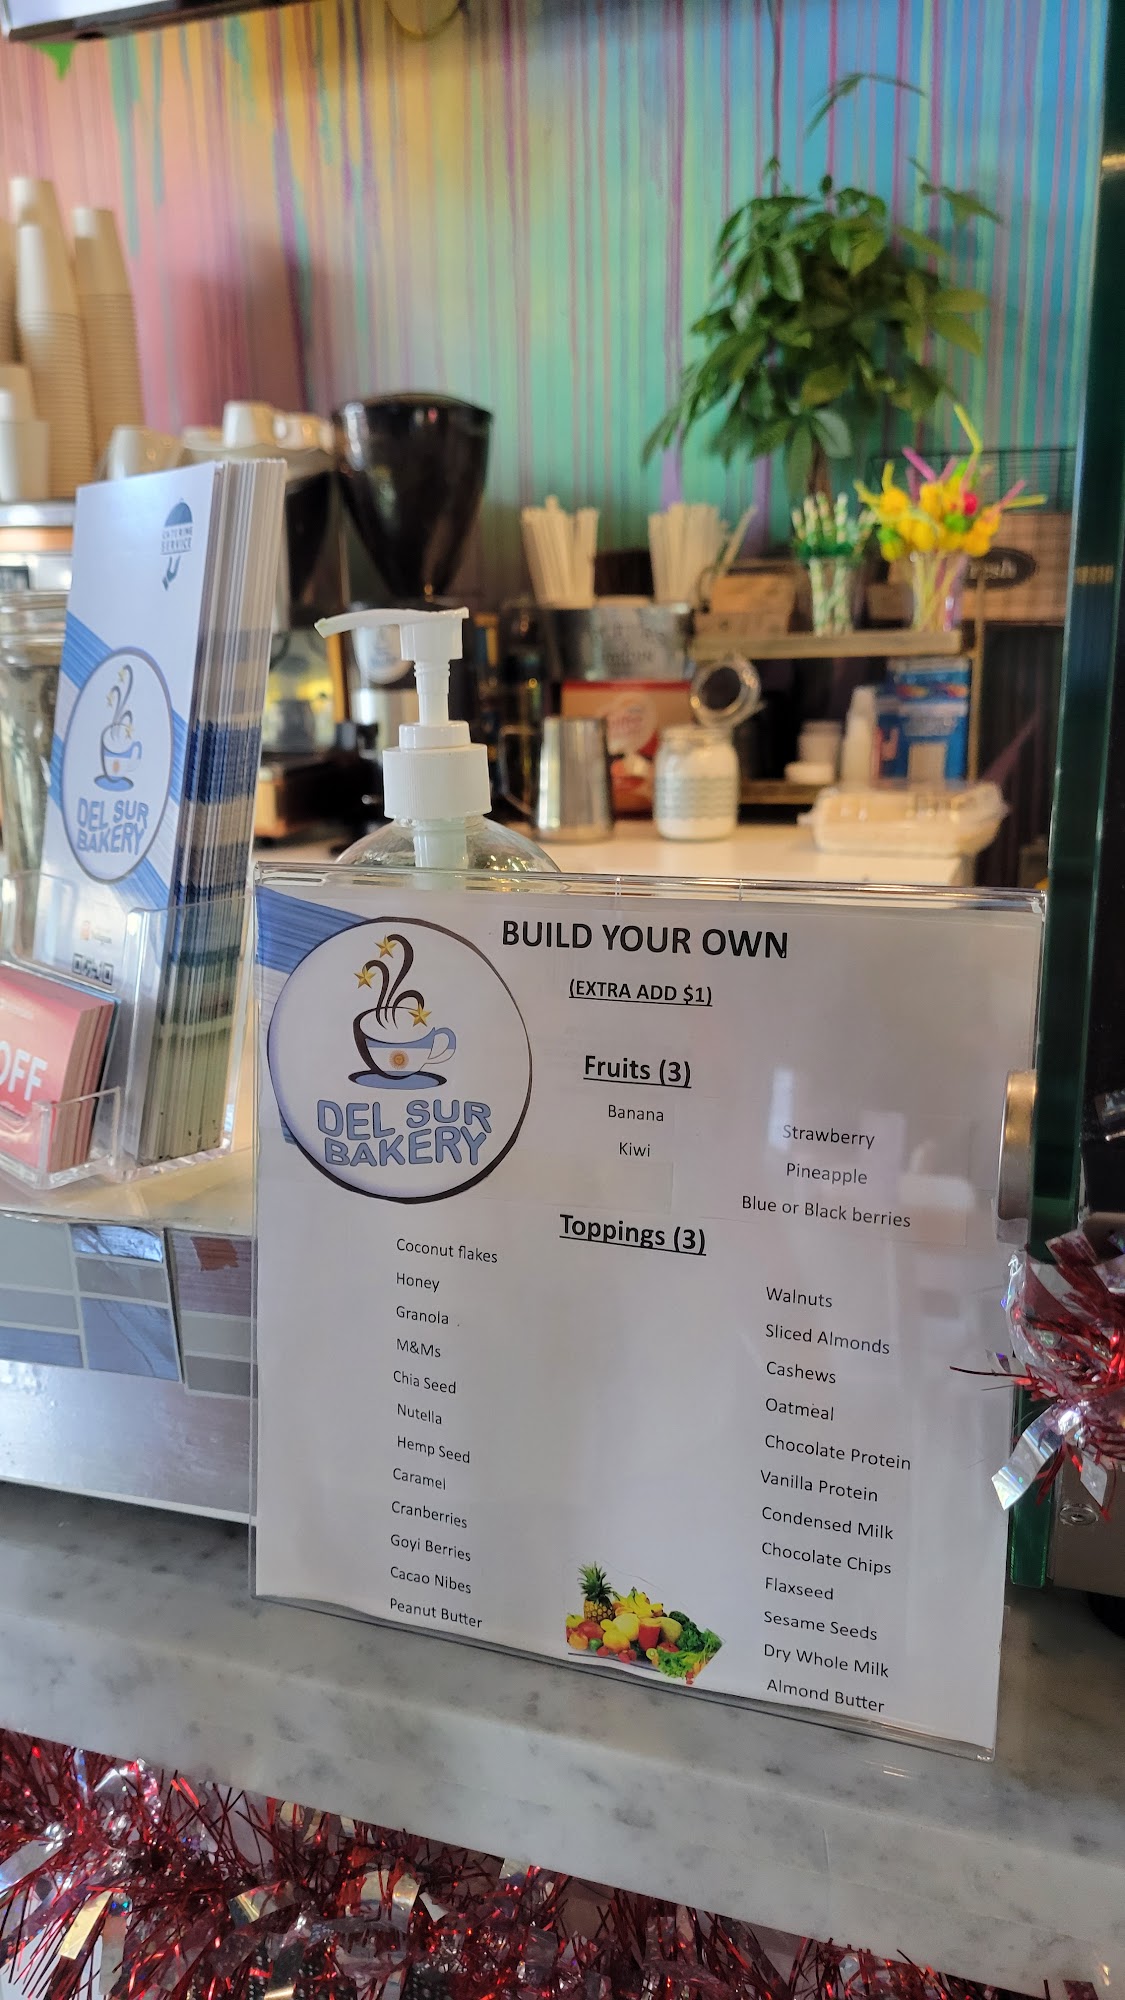 CATERING
SERVICE
DEL SUR
BAKERY
OFF
BUILD YOUR OWN
(EXTRA ADD $1)
DEL SUR
BAKERY
Fruits (3)
Banana
Kiwi
Strawberry
Pineapple
Blue or Black berries
Toppings (3)
Coconut flakes
Honey
Granola
M&Ms
Chia Seed
Nutella
Hemp Seed
Caramel
Cranberries
Goyi Berries
Cacao Nibes
Peanut Butter
Walnuts
Sliced Almonds
Cashews
Oatmeal
Chocolate Protein
Vanilla Protein
Condensed Milk
Chocolate Chips
Flaxseed
Sesame Seeds
Dry Whole Milk
Almond Butter